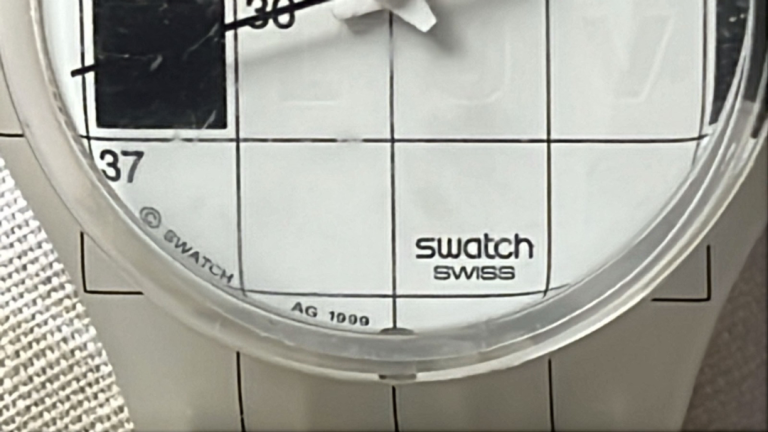 30
37
© SWATCH
AG 1999
swatch
SWISS